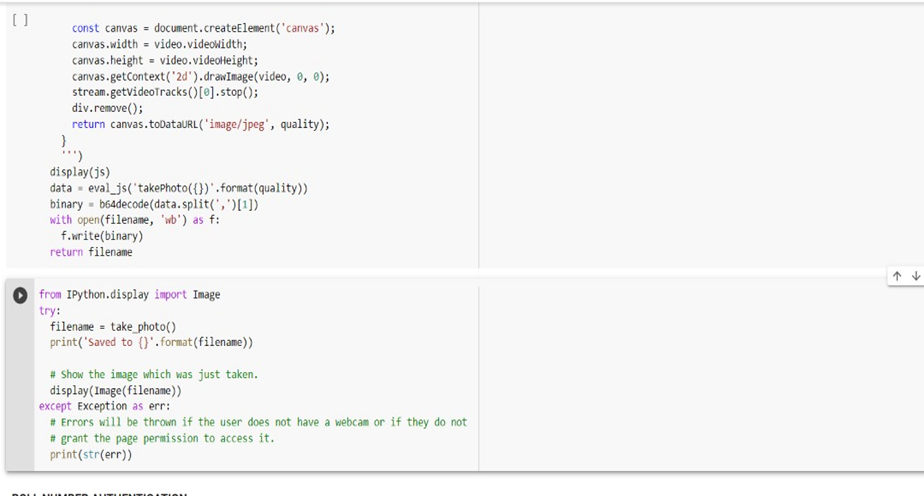 [ ]
const canvas = document.createElement('canvas');
canvas.width = video.videoWidth;
canvas.height = video.videoHeight;
canvas.getContext('2d').drawImage(video, 0, 0);
stream.getVideoTracks()[0].stop();
div.remove();
return canvas.toDataURL('image/jpeg', quality);
}
''')
display(js)
data = eval_js('takePhoto({})'.format(quality))
binary = b64decode(data.split(',')[1])
with open(filename, 'wb') as f:
f.write(binary)
return filename
from IPython.display import Image
try:
filename = take_photo()
print('Saved to {}'.format(filename))
# Show the image which was just taken.
display(Image(filename))
except Exception as err:
# Errors will be thrown if the user does not have a webcam or if they do not
# grant the page permission to access it.
print(str(err))
ROLL NUMBER AUTHENTICATION